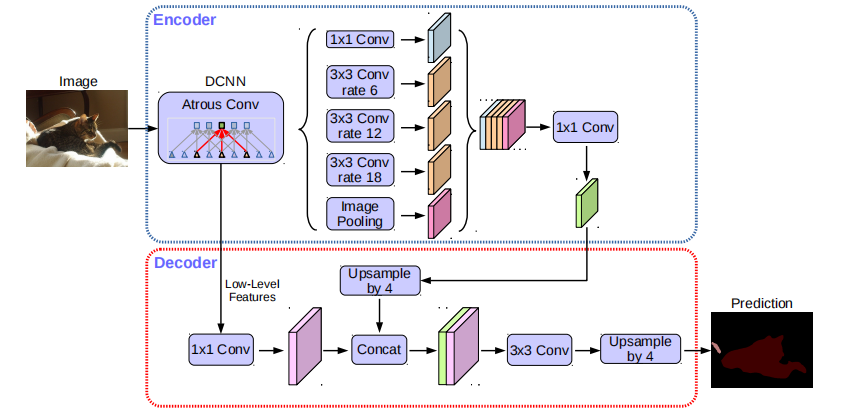 Encoder
Image
DCNN
Atrous Conv
1x1 Conv
3x3 Conv
rate 6
3x3 Conv
rate 12
3x3 Conv
rate 18
Image
Pooling
1x1 Conv
Decoder
Low-Level
Features
Upsample
by 4
1x1 Conv
Concat
3x3 Conv
Upsample
by 4
Prediction